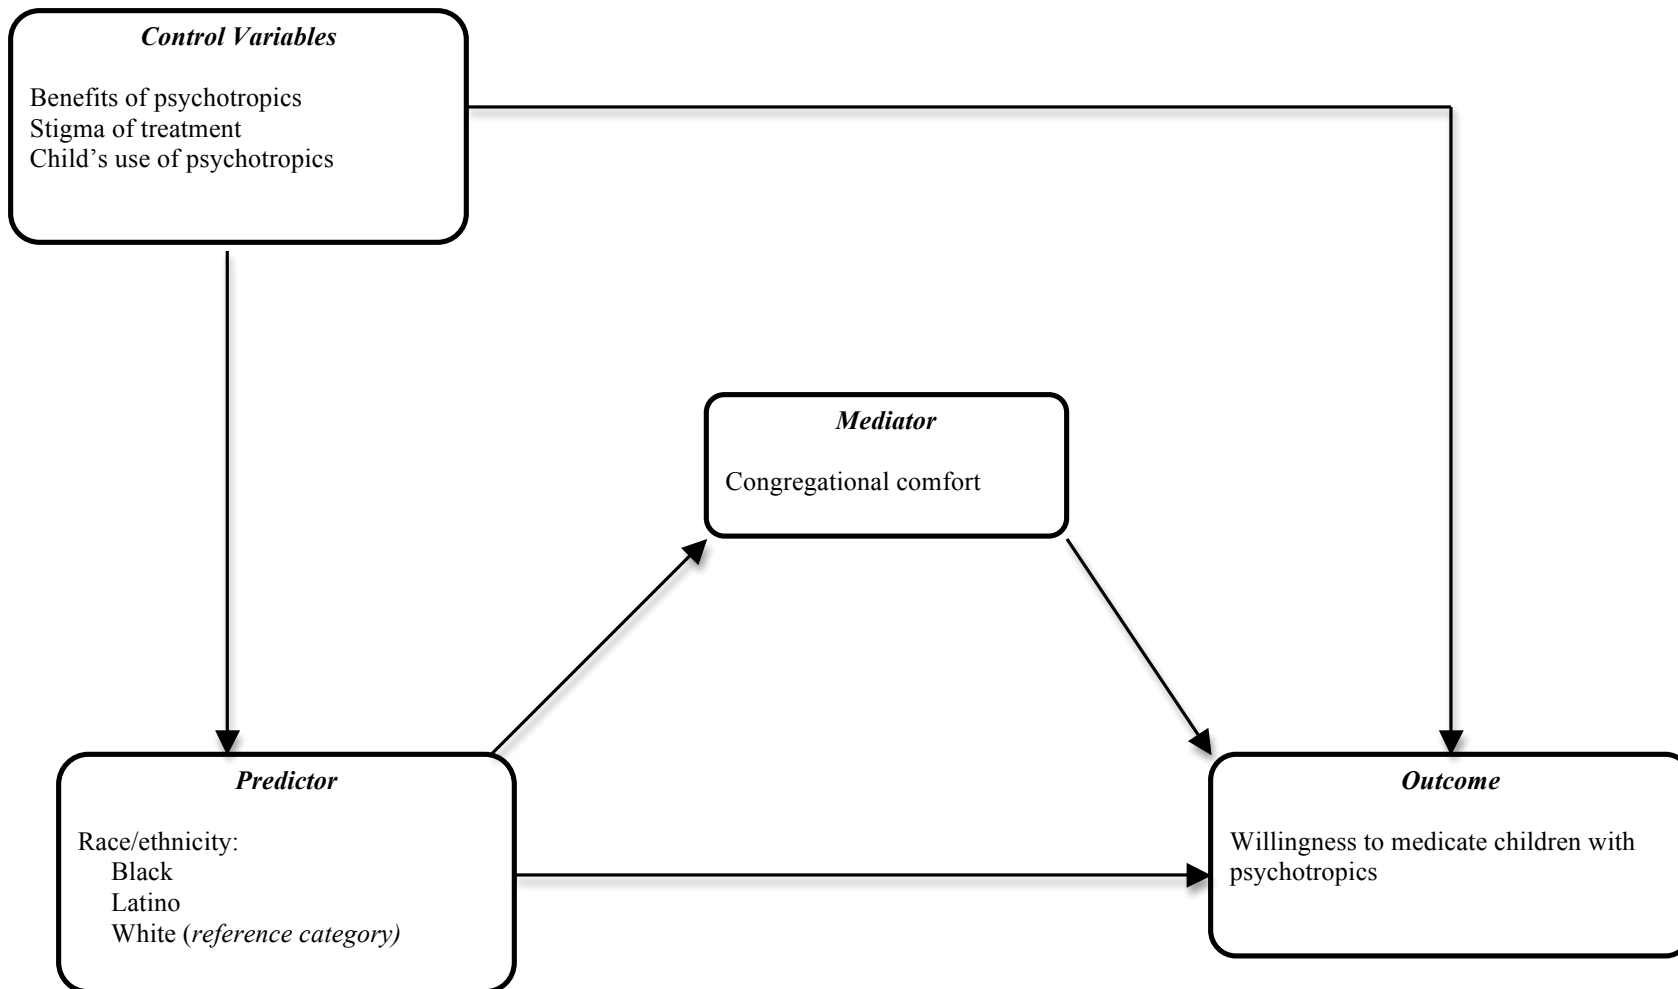 Control Variables
Benefits of psychotropics
Stigma of treatment
Child’s use of psychotropics
Mediator
Congregational comfort
Predictor
Race/ethnicity:
Black
Latino
White (reference category)
Outcome
Willingness to medicate children with
psychotropics